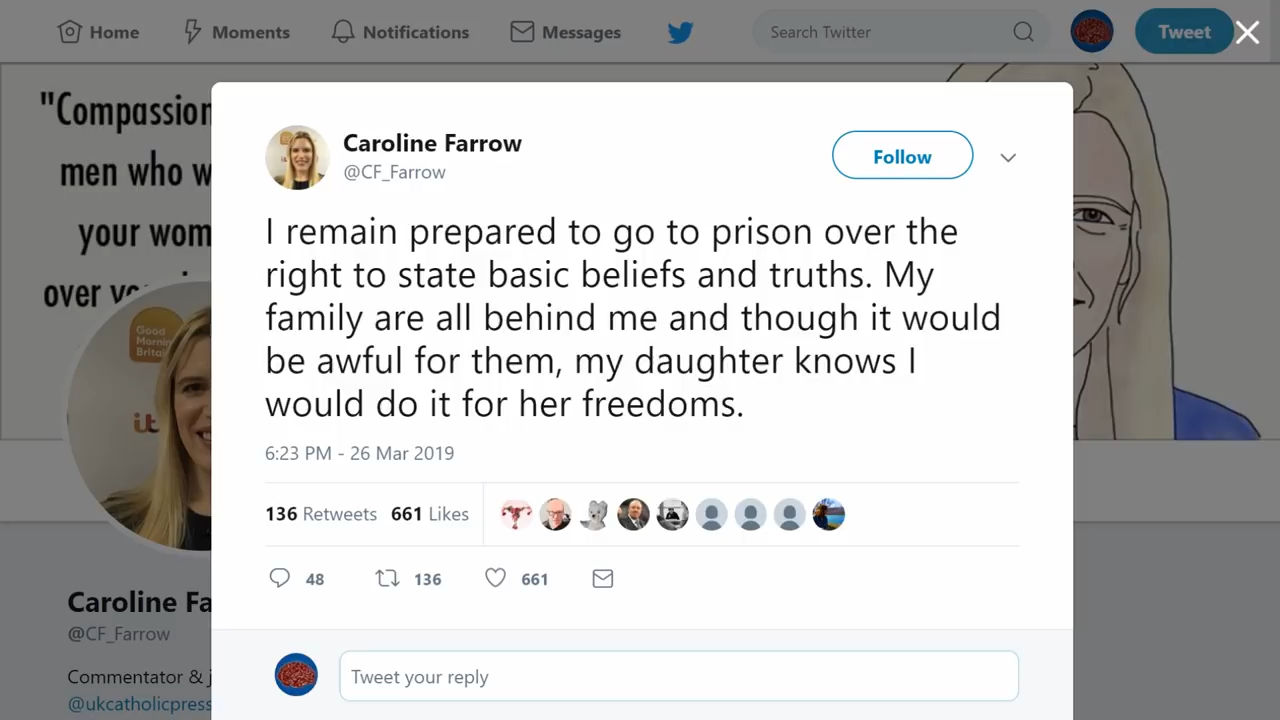 Home
Moments
Notifications
Messages
Search Twitter
Tweet
"Compassion
men who w
your wom
over
Good
Mornin
Britai
it
Caroline Farrow
@CF_Farrow
Follow
I remain prepared to go to prison over the
right to state basic beliefs and truths. My
family are all behind me and though it would
be awful for them, my daughter knows I
would do it for her freedoms.
6:23 PM - 26 Mar 2019
136 Retweets 661 Likes
48 136 661
Tweet your reply
Caroline Fa
@CF_Farrow
Commentator & j
@ukcatholicpress